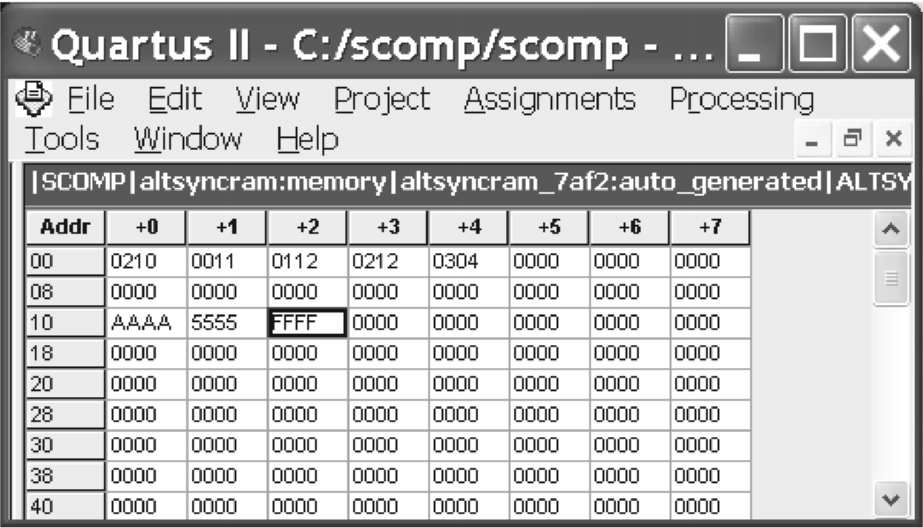 Quartus II - C:/scomp/scomp - ...
File Edit View Project Assignments Processing
Tools Window Help
|SCOMP|altsyncram:memory|altsyncram_7af2:auto_generated|ALTSY
Addr +0 +1 +2 +3 +4 +5 +6 +7
00 0210 0011 0112 0212 0304 0000 0000 0000
08 0000 0000 0000 0000 0000 0000 0000 0000
10 AAAA 5555 FFFF 0000 0000 0000 0000 0000
18 0000 0000 0000 0000 0000 0000 0000 0000
20 0000 0000 0000 0000 0000 0000 0000 0000
28 0000 0000 0000 0000 0000 0000 0000 0000
30 0000 0000 0000 0000 0000 0000 0000 0000
38 0000 0000 0000 0000 0000 0000 0000 0000
40 0000 0000 0000 0000 0000 0000 0000 0000